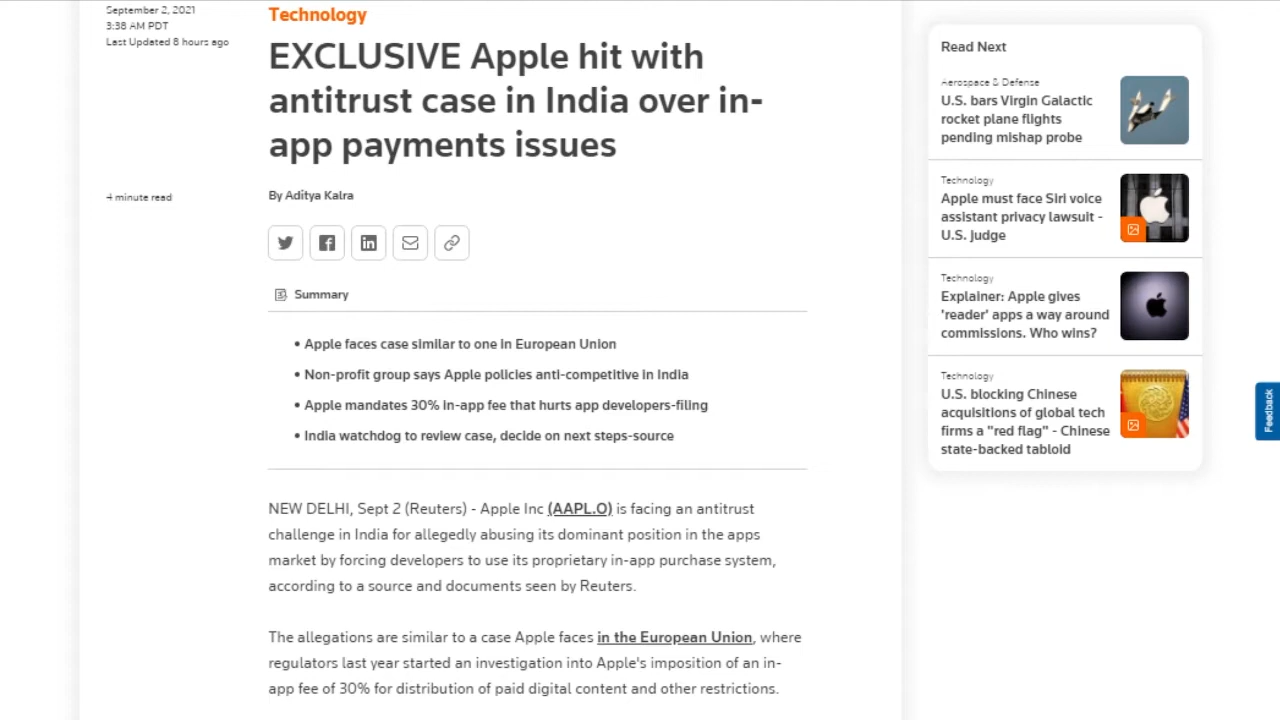 September 2, 2021
3:38 AM PDT
Last Updated 8 hours ago
Technology
EXCLUSIVE Apple hit with
antitrust case in India over in-
app payments issues
4 minute read
By Aditya Kalra
Summary
• Apple faces case similar to one in European Union
• Non-profit group says Apple policies anti-competitive in India
• Apple mandates 30% in-app fee that hurts app developers-filing
• India watchdog to review case, decide on next steps-source
NEW DELHI, Sept 2 (Reuters) - Apple Inc (AAPL.O) is facing an antitrust
challenge in India for allegedly abusing its dominant position in the apps
market by forcing developers to use its proprietary in-app purchase system,
according to a source and documents seen by Reuters.
The allegations are similar to a case Apple faces in the European Union, where
regulators last year started an investigation into Apple's imposition of an in-
app fee of 30% for distribution of paid digital content and other restrictions.
Read Next
Aerospace & Defense
U.S. bars Virgin Galactic
rocket plane flights
pending mishap probe
Technology
Apple must face Siri voice
assistant privacy lawsuit -
U.S. judge
Technology
Explainer: Apple gives
'reader' apps a way around
commissions. Who wins?
Technology
U.S. blocking Chinese
acquisitions of global tech
firms a "red flag" - Chinese
state-backed tabloid
Feedback